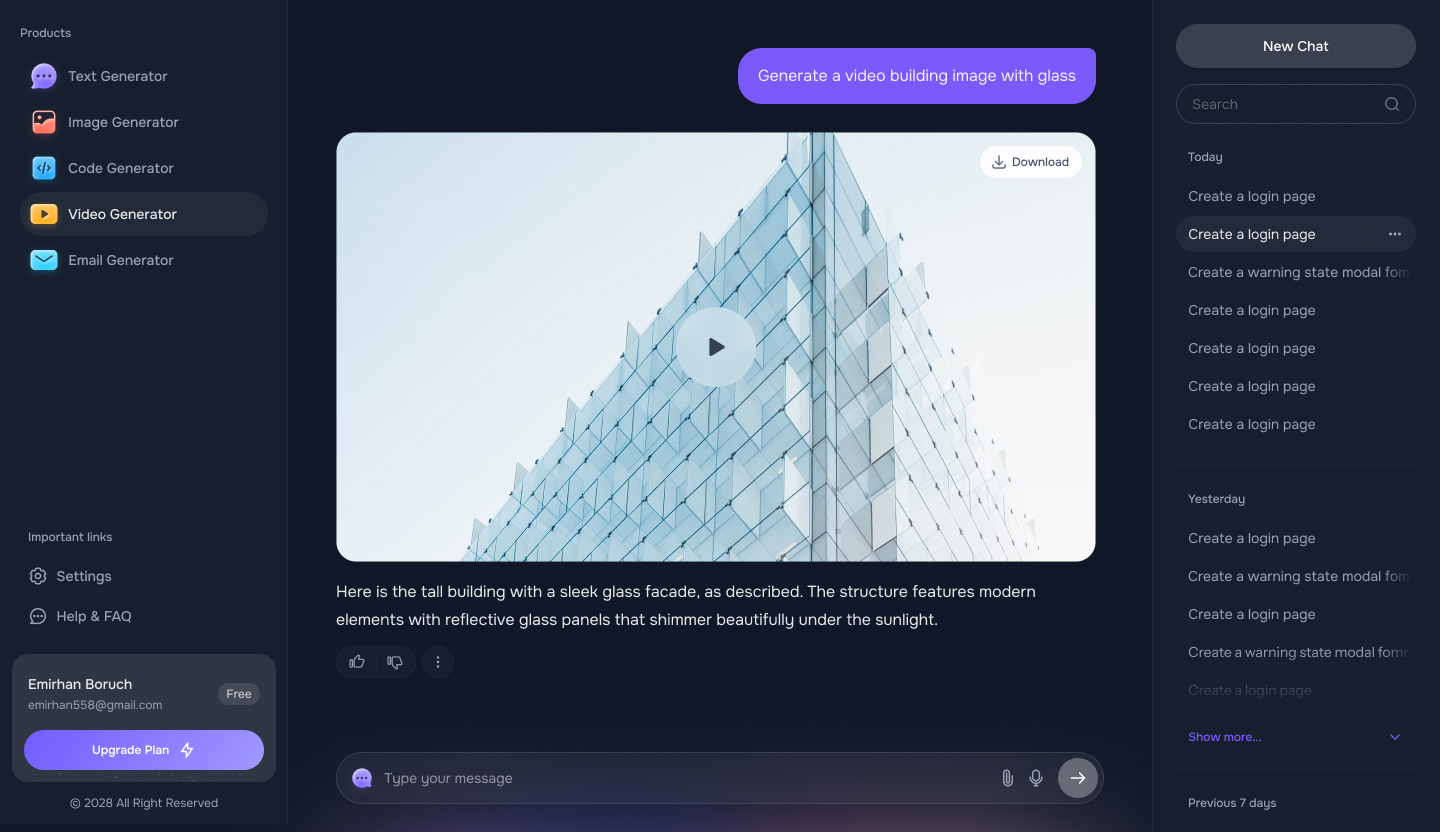 Products
Text Generator
Image Generator
Code Generator
Video Generator
Email Generator
Important links
Settings
Help & FAQ
Emirhan Boruch
emirhan558@gmail.com
Free
Upgrade Plan
© 2028 All Right Reserved
Generate a video building image with glass
Download
Here is the tall building with a sleek glass facade, as described. The structure features modern
elements with reflective glass panels that shimmer beautifully under the sunlight.
Type your message
New Chat
Search
Today
Create a login page
Create a login page
Create a warning state modal for
Create a login page
Create a login page
Create a login page
Create a login page
Yesterday
Create a login page
Create a warning state modal for
Create a login page
Create a warning state modal for
Create a login page
Show more...
Previous 7 days